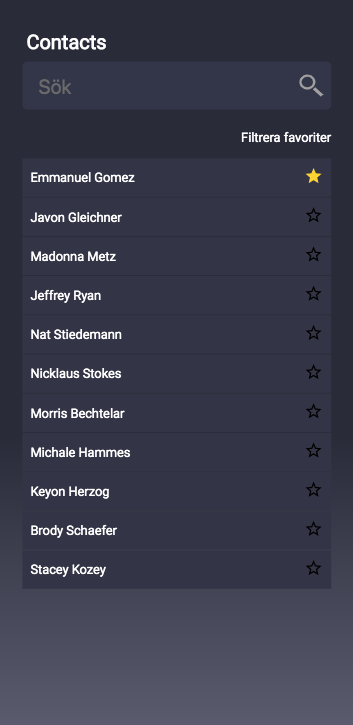 Contacts
Sök
Filtrera favoriter
Emmanuel Gomez
Javon Gleichner
Madonna Metz
Jeffrey Ryan
Nat Stiedemann
Nicklaus Stokes
Morris Bechtelar
Michale Hammes
Keyon Herzog
Brody Schaefer
Stacey Kozey